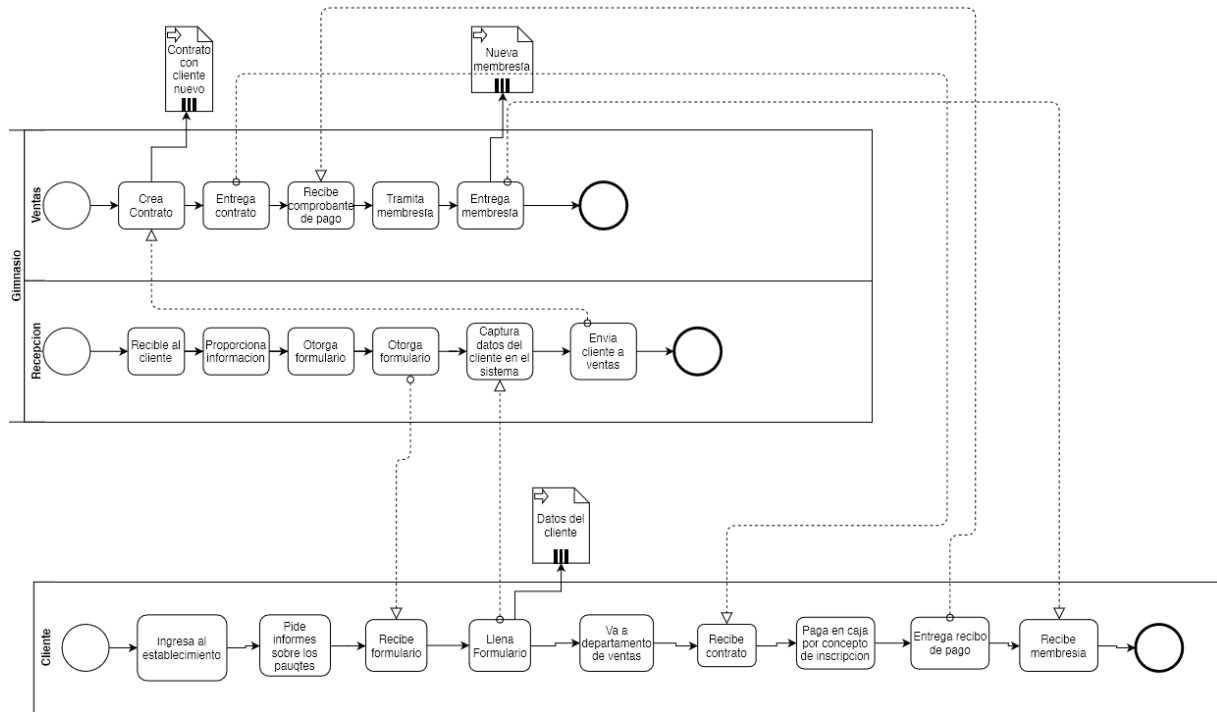 Contrato
con
cliente
nuevo
Nueva
membresía
Gimnasio
Ventas
Crea
Contrato
Entrega
contrato
Recibe
comprobante
de pago
Tramita
membresía
Entrega
membresía
Recepcion
Recible al
cliente
Proporciona
informacion
Otorga
formulario
Otorga
formulario
Captura
datos del
cliente en el
sistema
Envia
cliente a
ventas
Datos del
cliente
Cliente
Ingresa al
establecimiento
Pide
informes
sobre los
pauqtes
Recibe
formulario
Llena
Formulario
Va a
departamento
de ventas
Recibe
contrato
Paga en caja
por concepto
de inscripcion
Entrega recibo
de pago
Recibe
membresia